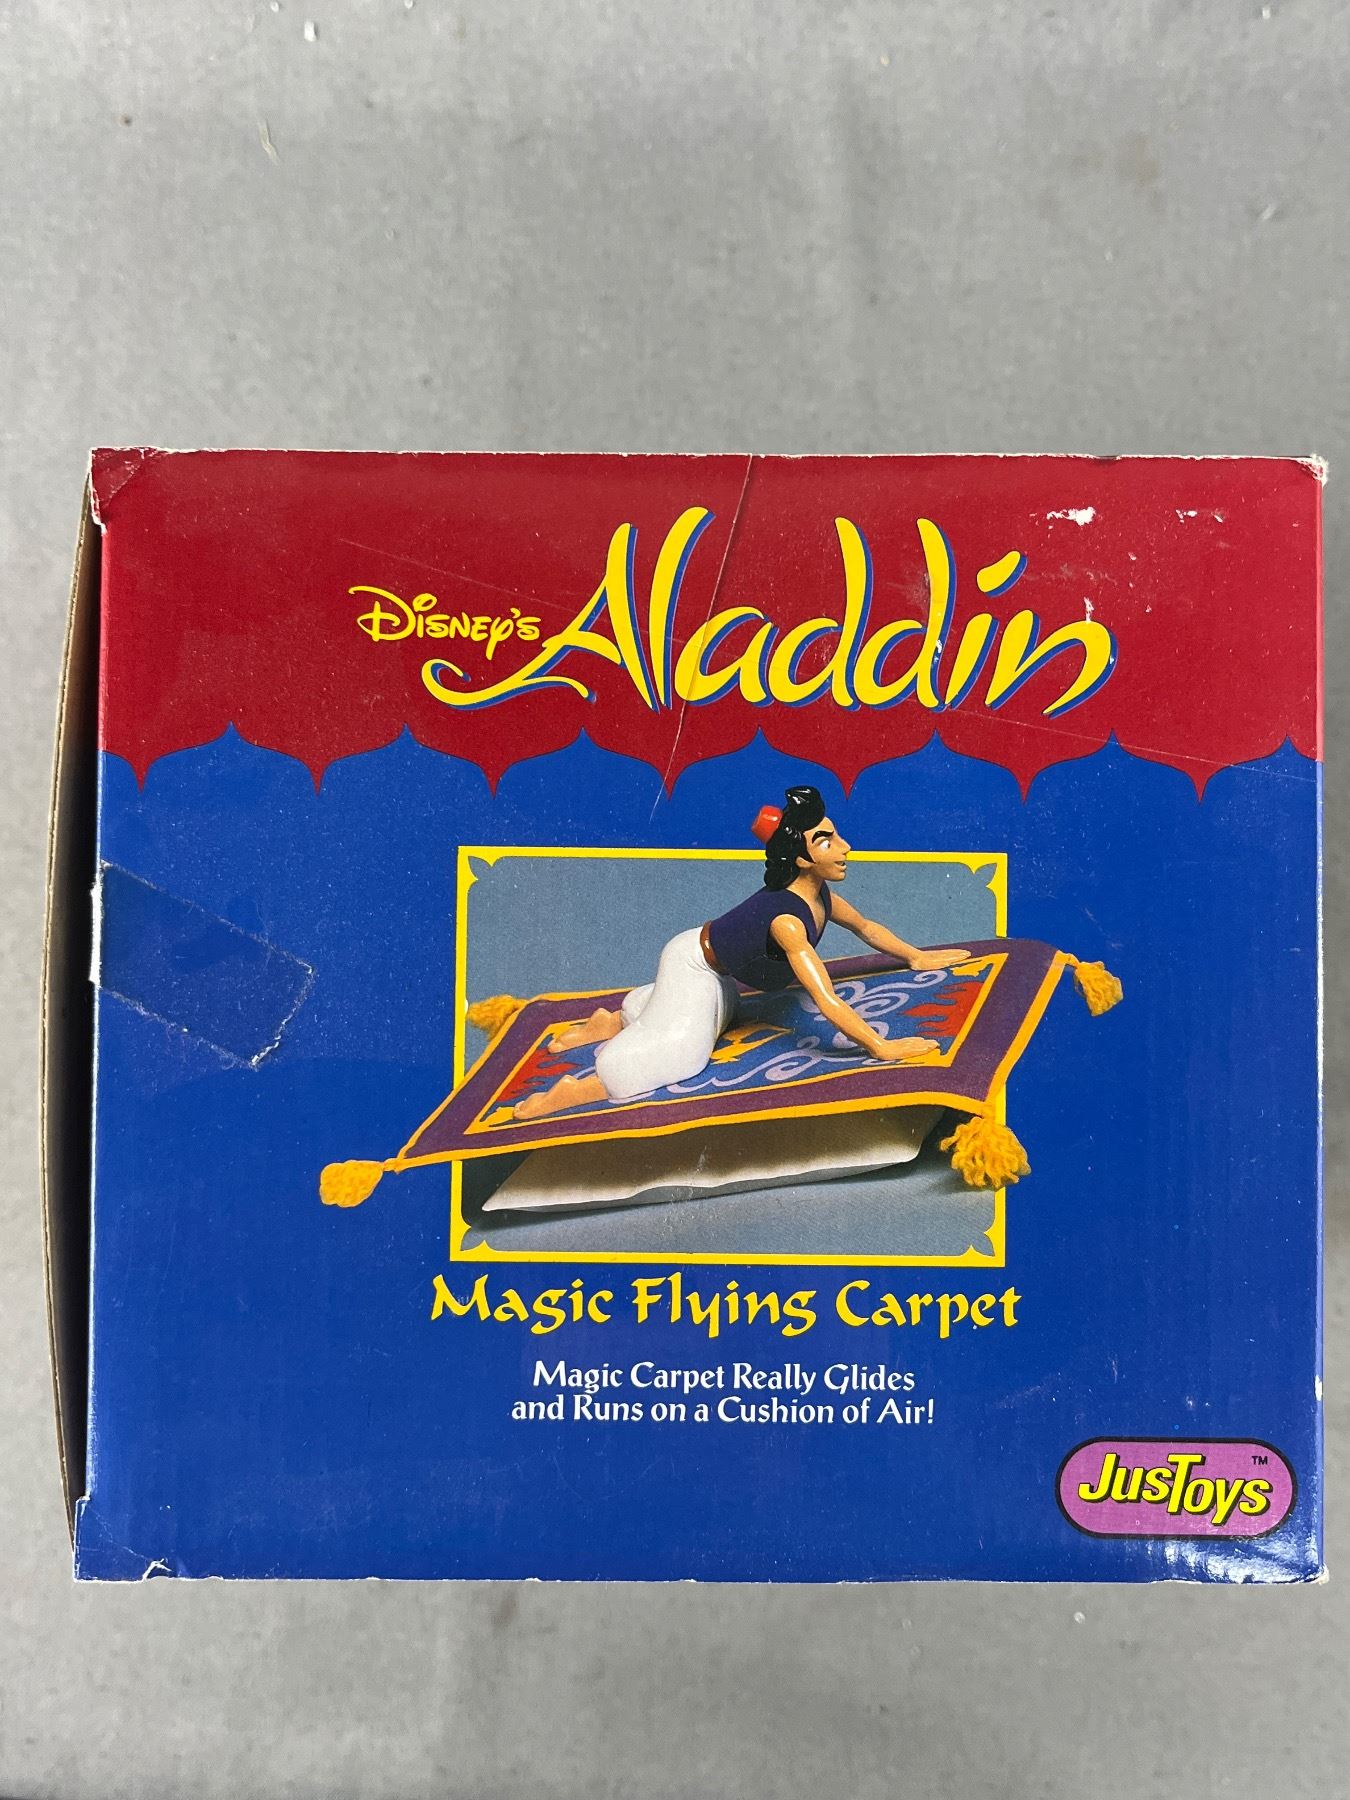 Disney's Aladdin
Magic Flying Carpet
Magic Carpet Really Glides
and Runs on a Cushion of Air!
JusToys™